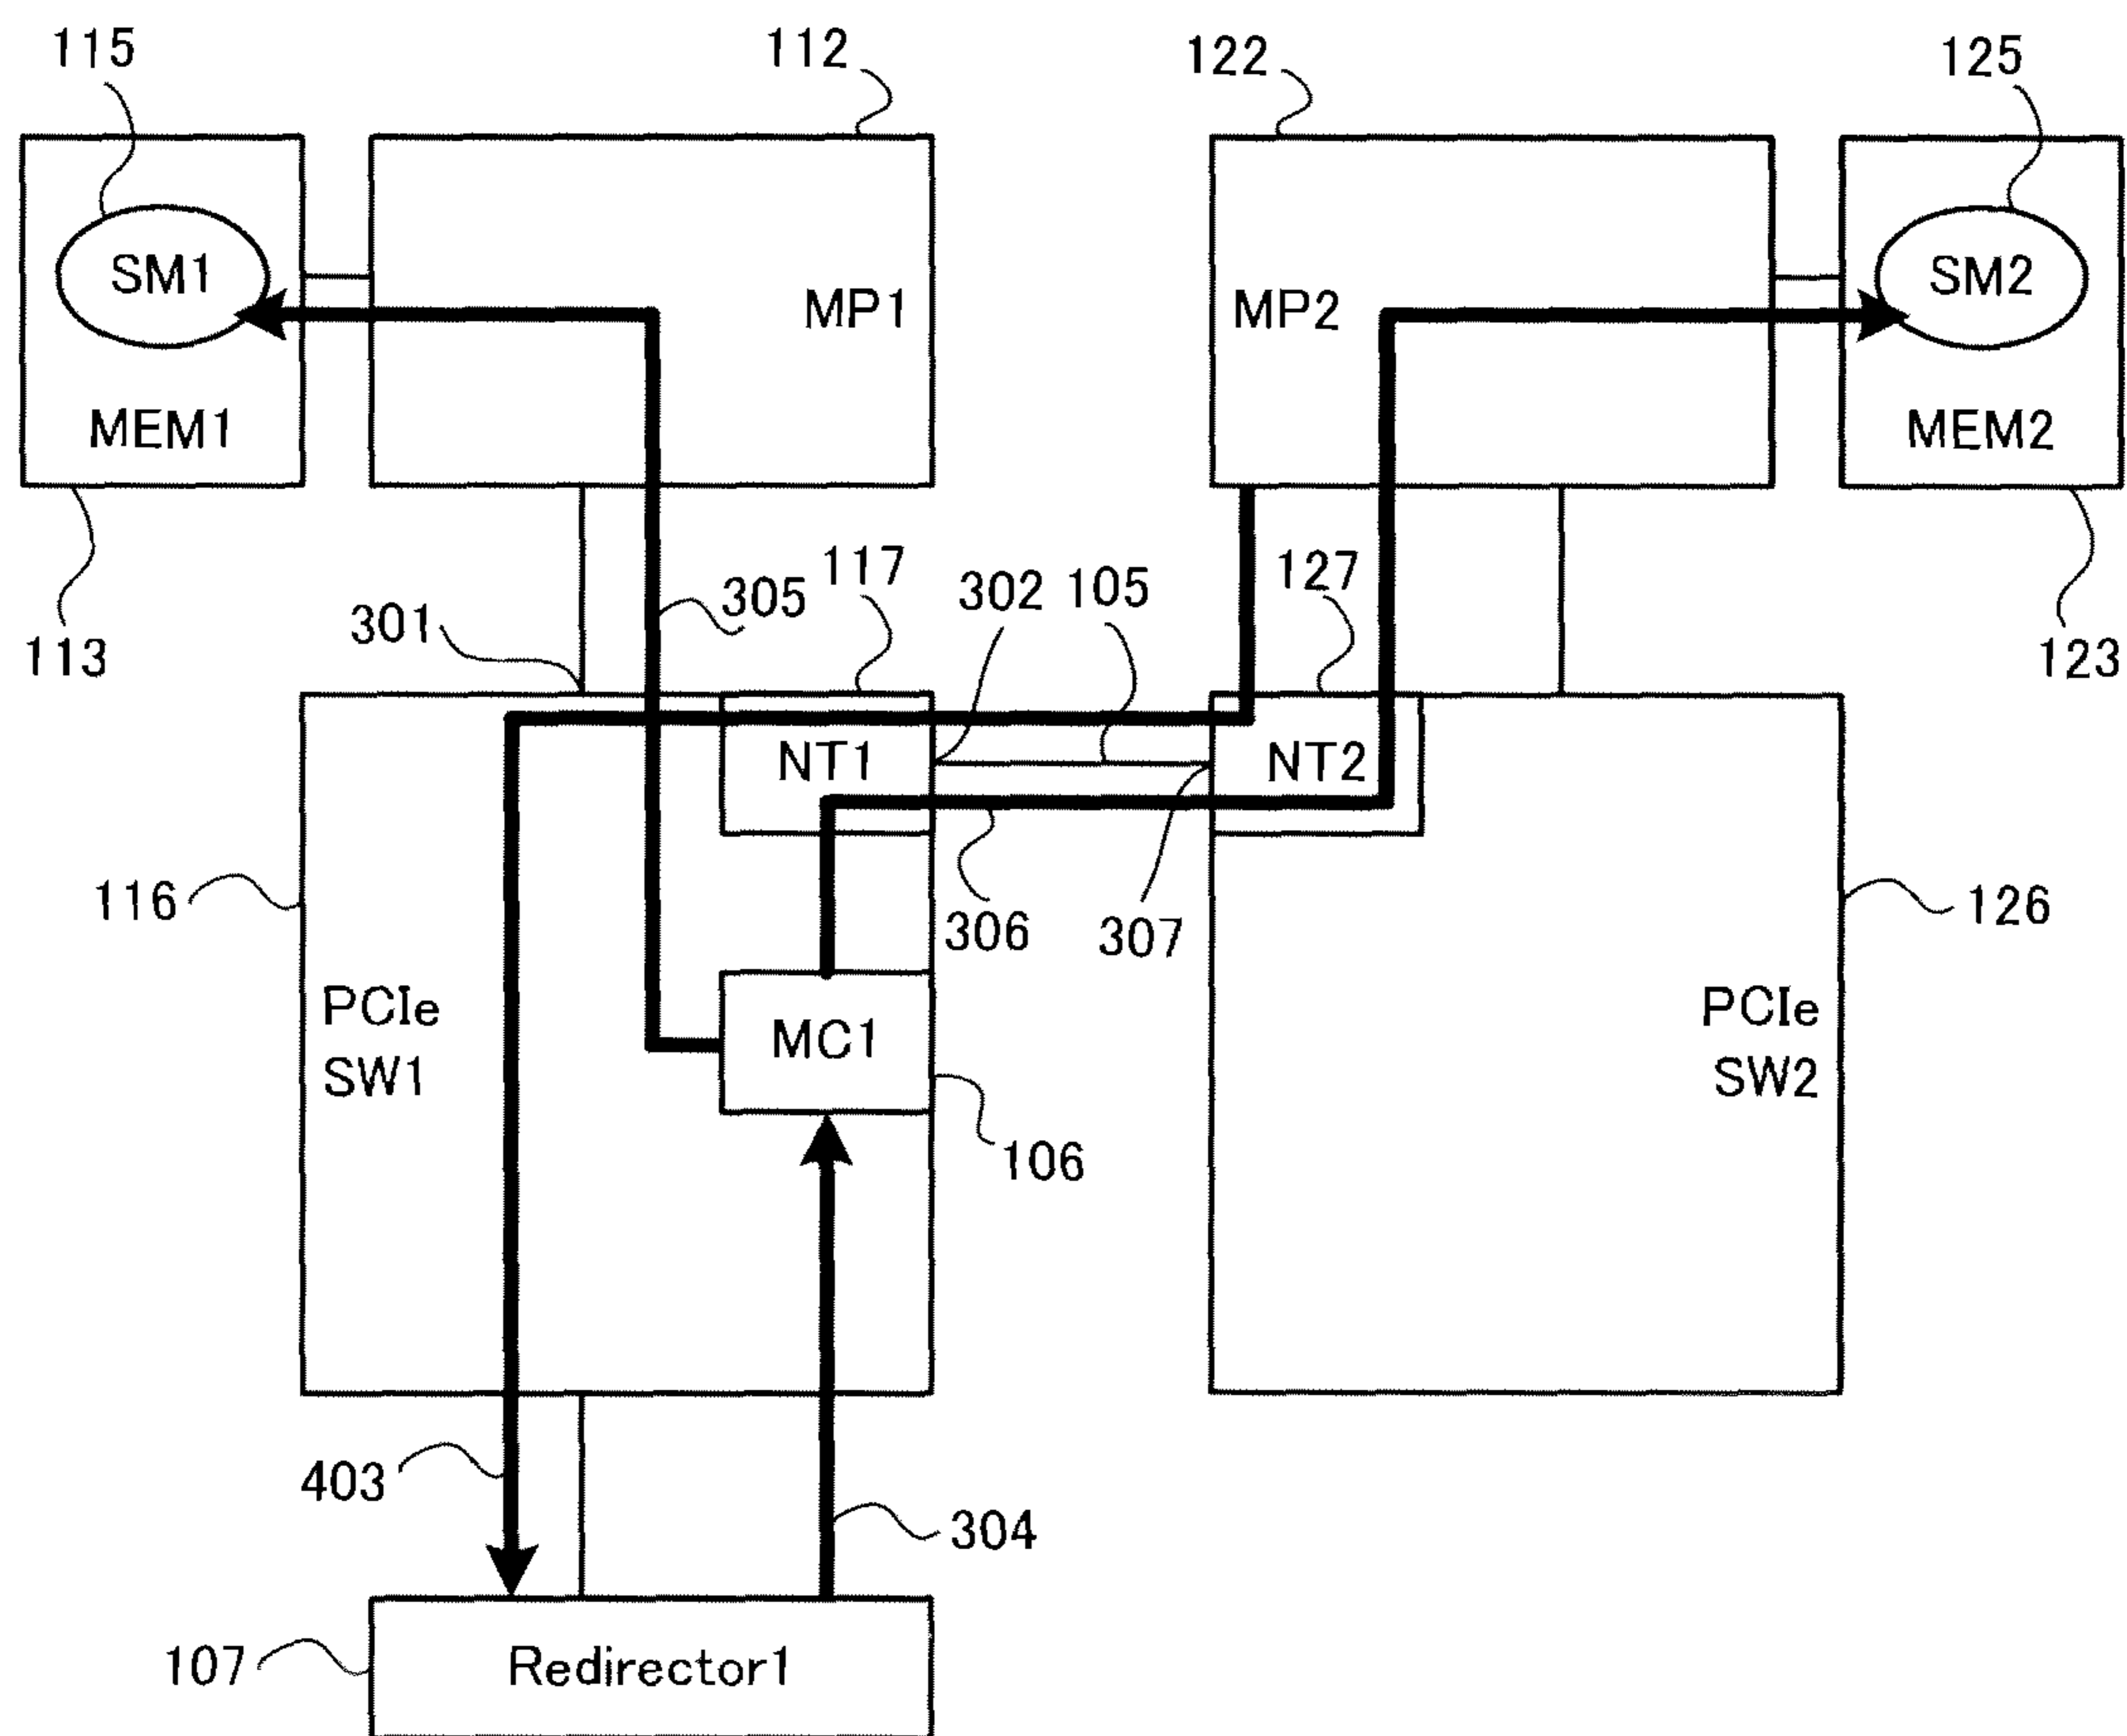 115
112
122
125
SM1
MP1
MP2
SM2
MEM1
MEM2
113
301
305
117
302
105
127
123
NT1
NT2
116
306
307
126
PCIe
SW1
MC1
PCIe
SW2
106
403
304
107
Redirector1